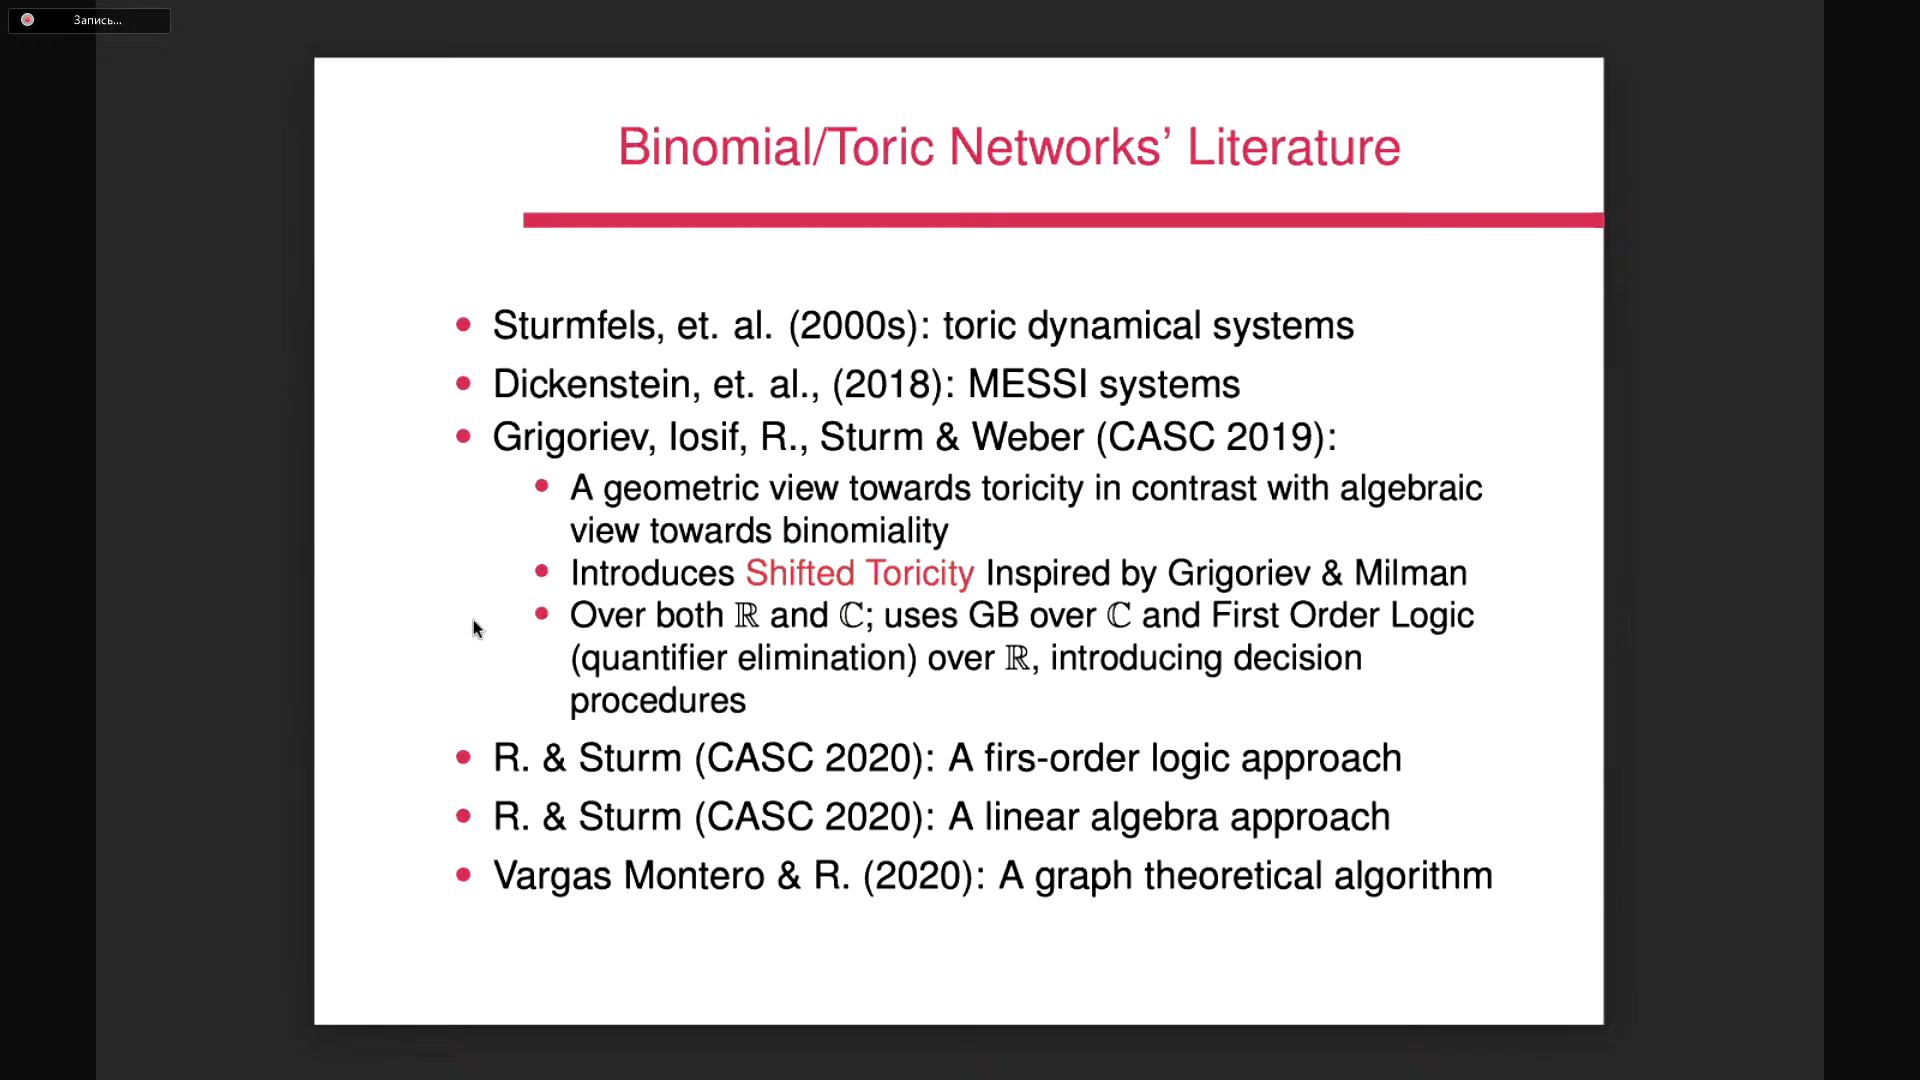 Запись...
Binomial/Toric Networks’ Literature
• Sturmfels, et. al. (2000s): toric dynamical systems
• Dickenstein, et. al., (2018): MESSI systems
• Grigoriev, Iosif, R., Sturm & Weber (CASC 2019):
• A geometric view towards toricity in contrast with algebraic
view towards binomiality
• Introduces Shifted Toricity Inspired by Grigoriev & Milman
• Over both ℝ and ℂ; uses GB over ℂ and First Order Logic
(quantifier elimination) over ℝ, introducing decision
procedures
• R. & Sturm (CASC 2020): A firs-order logic approach
• R. & Sturm (CASC 2020): A linear algebra approach
• Vargas Montero & R. (2020): A graph theoretical algorithm